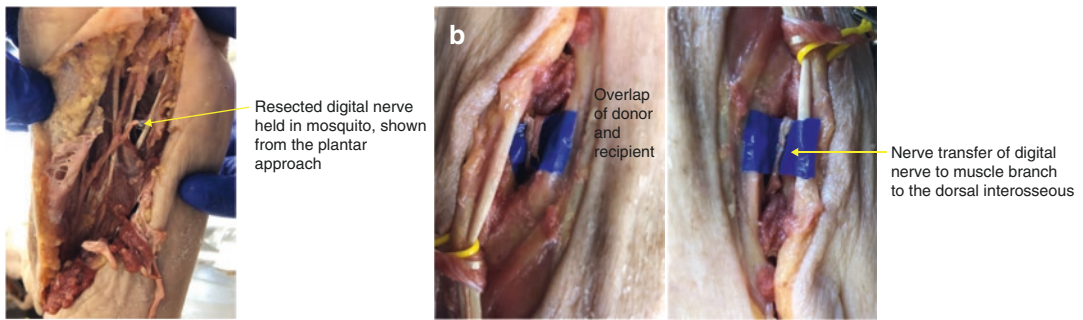 Resected digital nerve
held in mosquito, shown
from the plantar
approach
b
Overlap
of donor
and
recipient
Nerve transfer of digital
nerve to muscle branch
to the dorsal interosseous